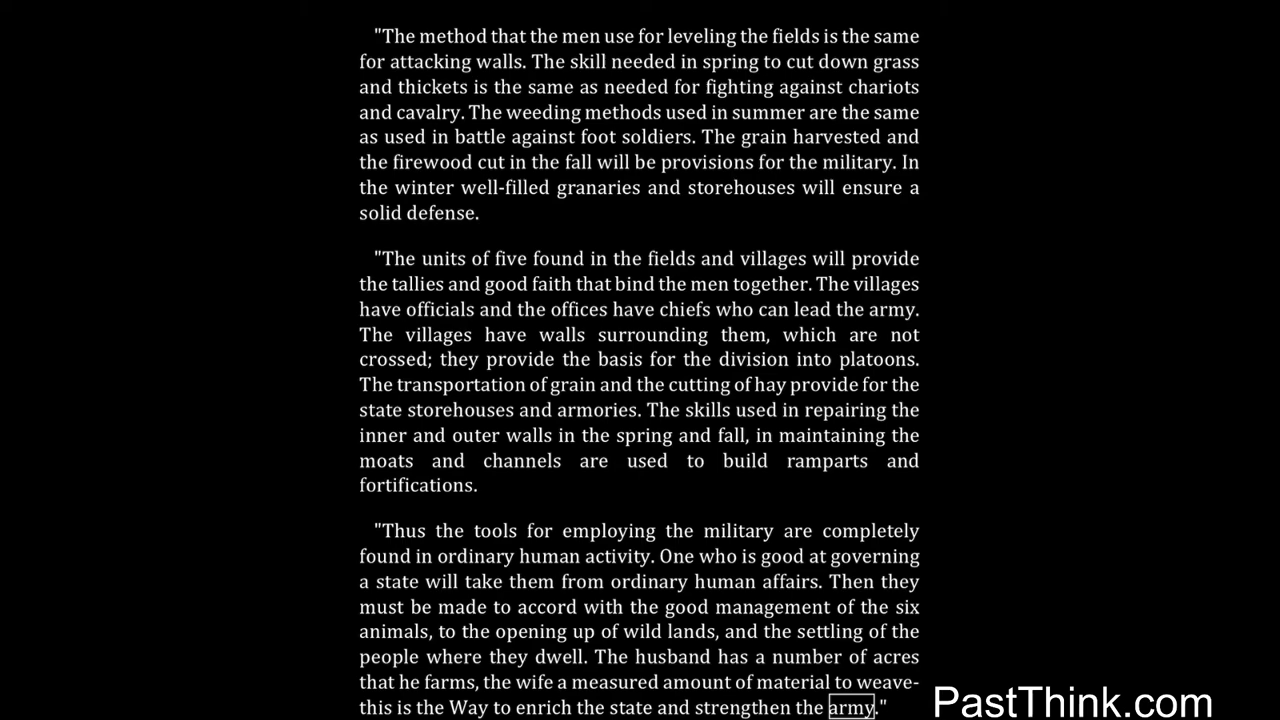 "The method that the men use for leveling the fields is the same
for attacking walls. The skill needed in spring to cut down grass
and thickets is the same as needed for fighting against chariots
and cavalry. The weeding methods used in summer are the same
as used in battle against foot soldiers. The grain harvested and
the firewood cut in the fall will be provisions for the military. In
the winter well-filled granaries and storehouses will ensure a
solid defense.
"The units of five found in the fields and villages will provide
the tallies and good faith that bind the men together. The villages
have officials and the offices have chiefs who can lead the army.
The villages have walls surrounding them, which are not
crossed; they provide the basis for the division into platoons.
The transportation of grain and the cutting of hay provide for the
state storehouses and armories. The skills used in repairing the
inner and outer walls in the spring and fall, in maintaining the
moats and channels are used to build ramparts and
fortifications.
"Thus the tools for employing the military are completely
found in ordinary human activity. One who is good at governing
a state will take them from ordinary human affairs. Then they
must be made to accord with the good management of the six
animals, to the opening up of wild lands, and the settling of the
people where they dwell. The husband has a number of acres
that he farms, the wife a measured amount of material to weave-
this is the Way to enrich the state and strengthen the army."
PastThink.com